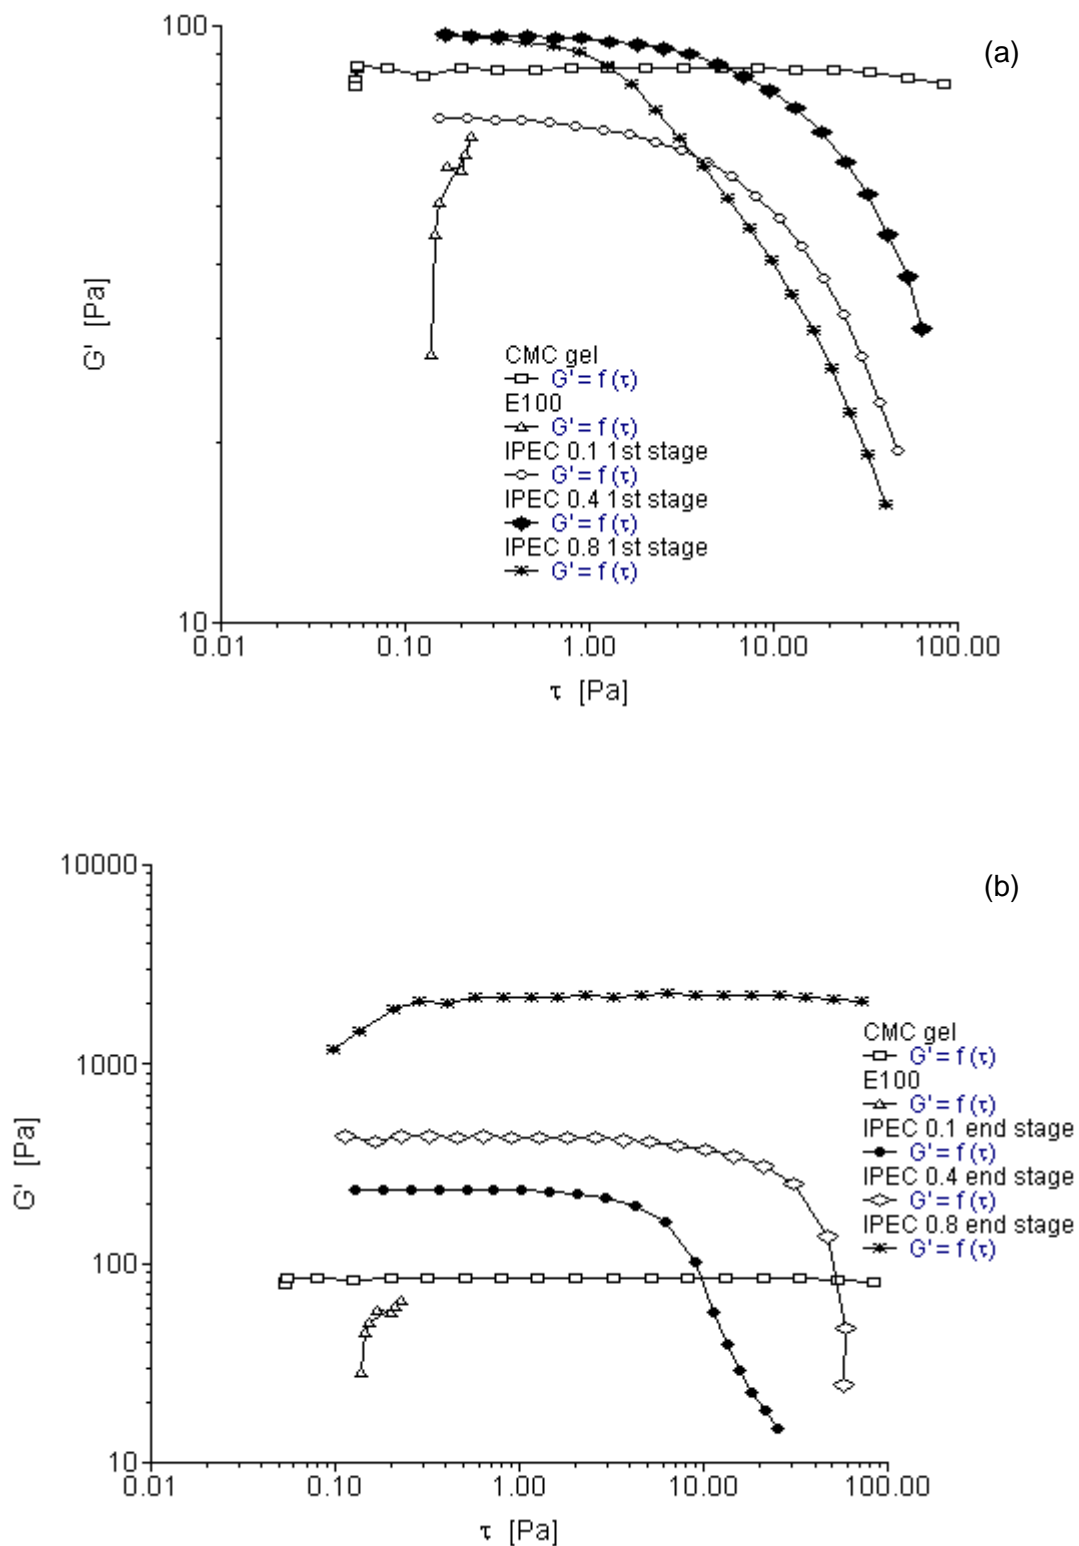 (a)
100
10
G' [Pa]
CMC gel
G' = f (τ)
E100
G' = f (τ)
IPEC 0.1 1st stage
G' = f (τ)
IPEC 0.4 1st stage
G' = f (τ)
IPEC 0.8 1st stage
G' = f (τ)
0.01 0.10 1.00 10.00 100.00
τ [Pa]
(b)
10000
1000
100
10
G' [Pa]
CMC gel
G' = f (τ)
E100
G' = f (τ)
IPEC 0.1 end stage
G' = f (τ)
IPEC 0.4 end stage
G' = f (τ)
IPEC 0.8 end stage
G' = f (τ)
0.01 0.10 1.00 10.00 100.00
τ [Pa]